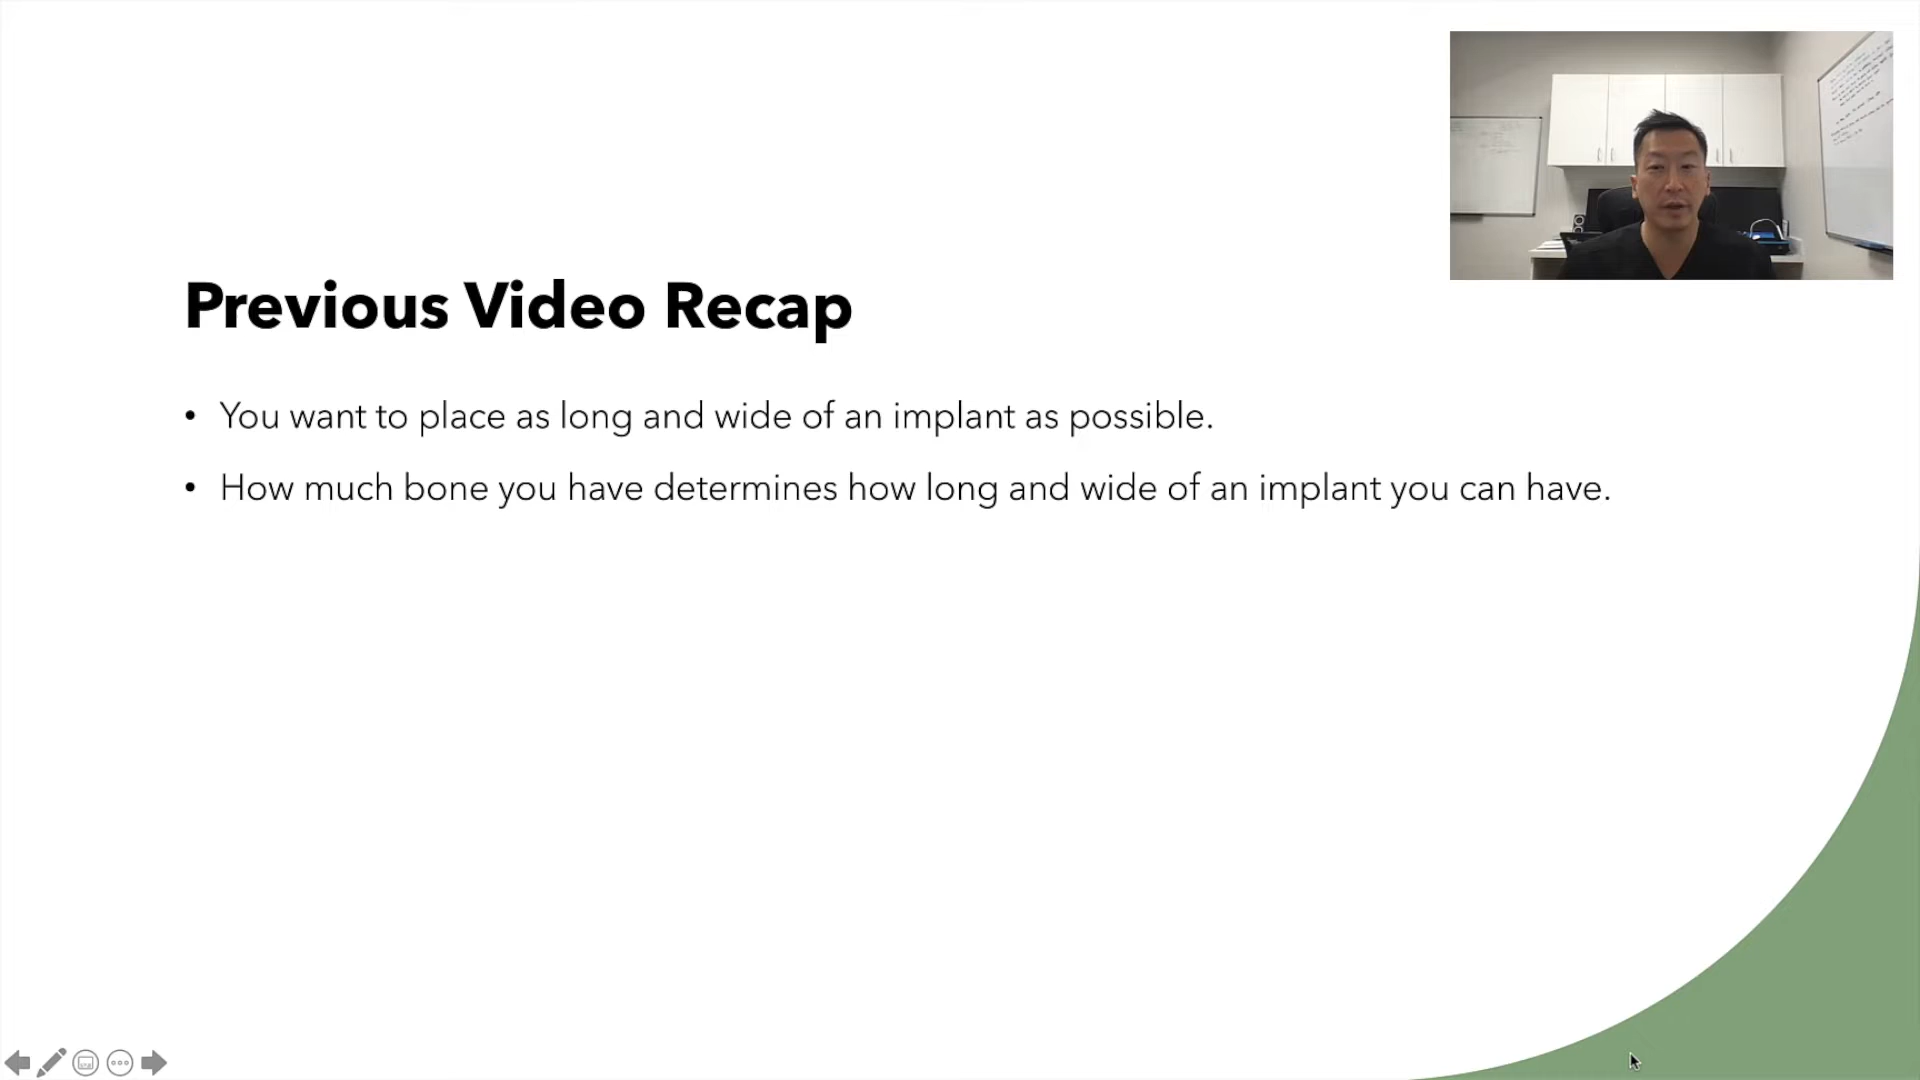 Previous Video Recap
• You want to place as long and wide of an implant as possible.
• How much bone you have determines how long and wide of an implant you can have.